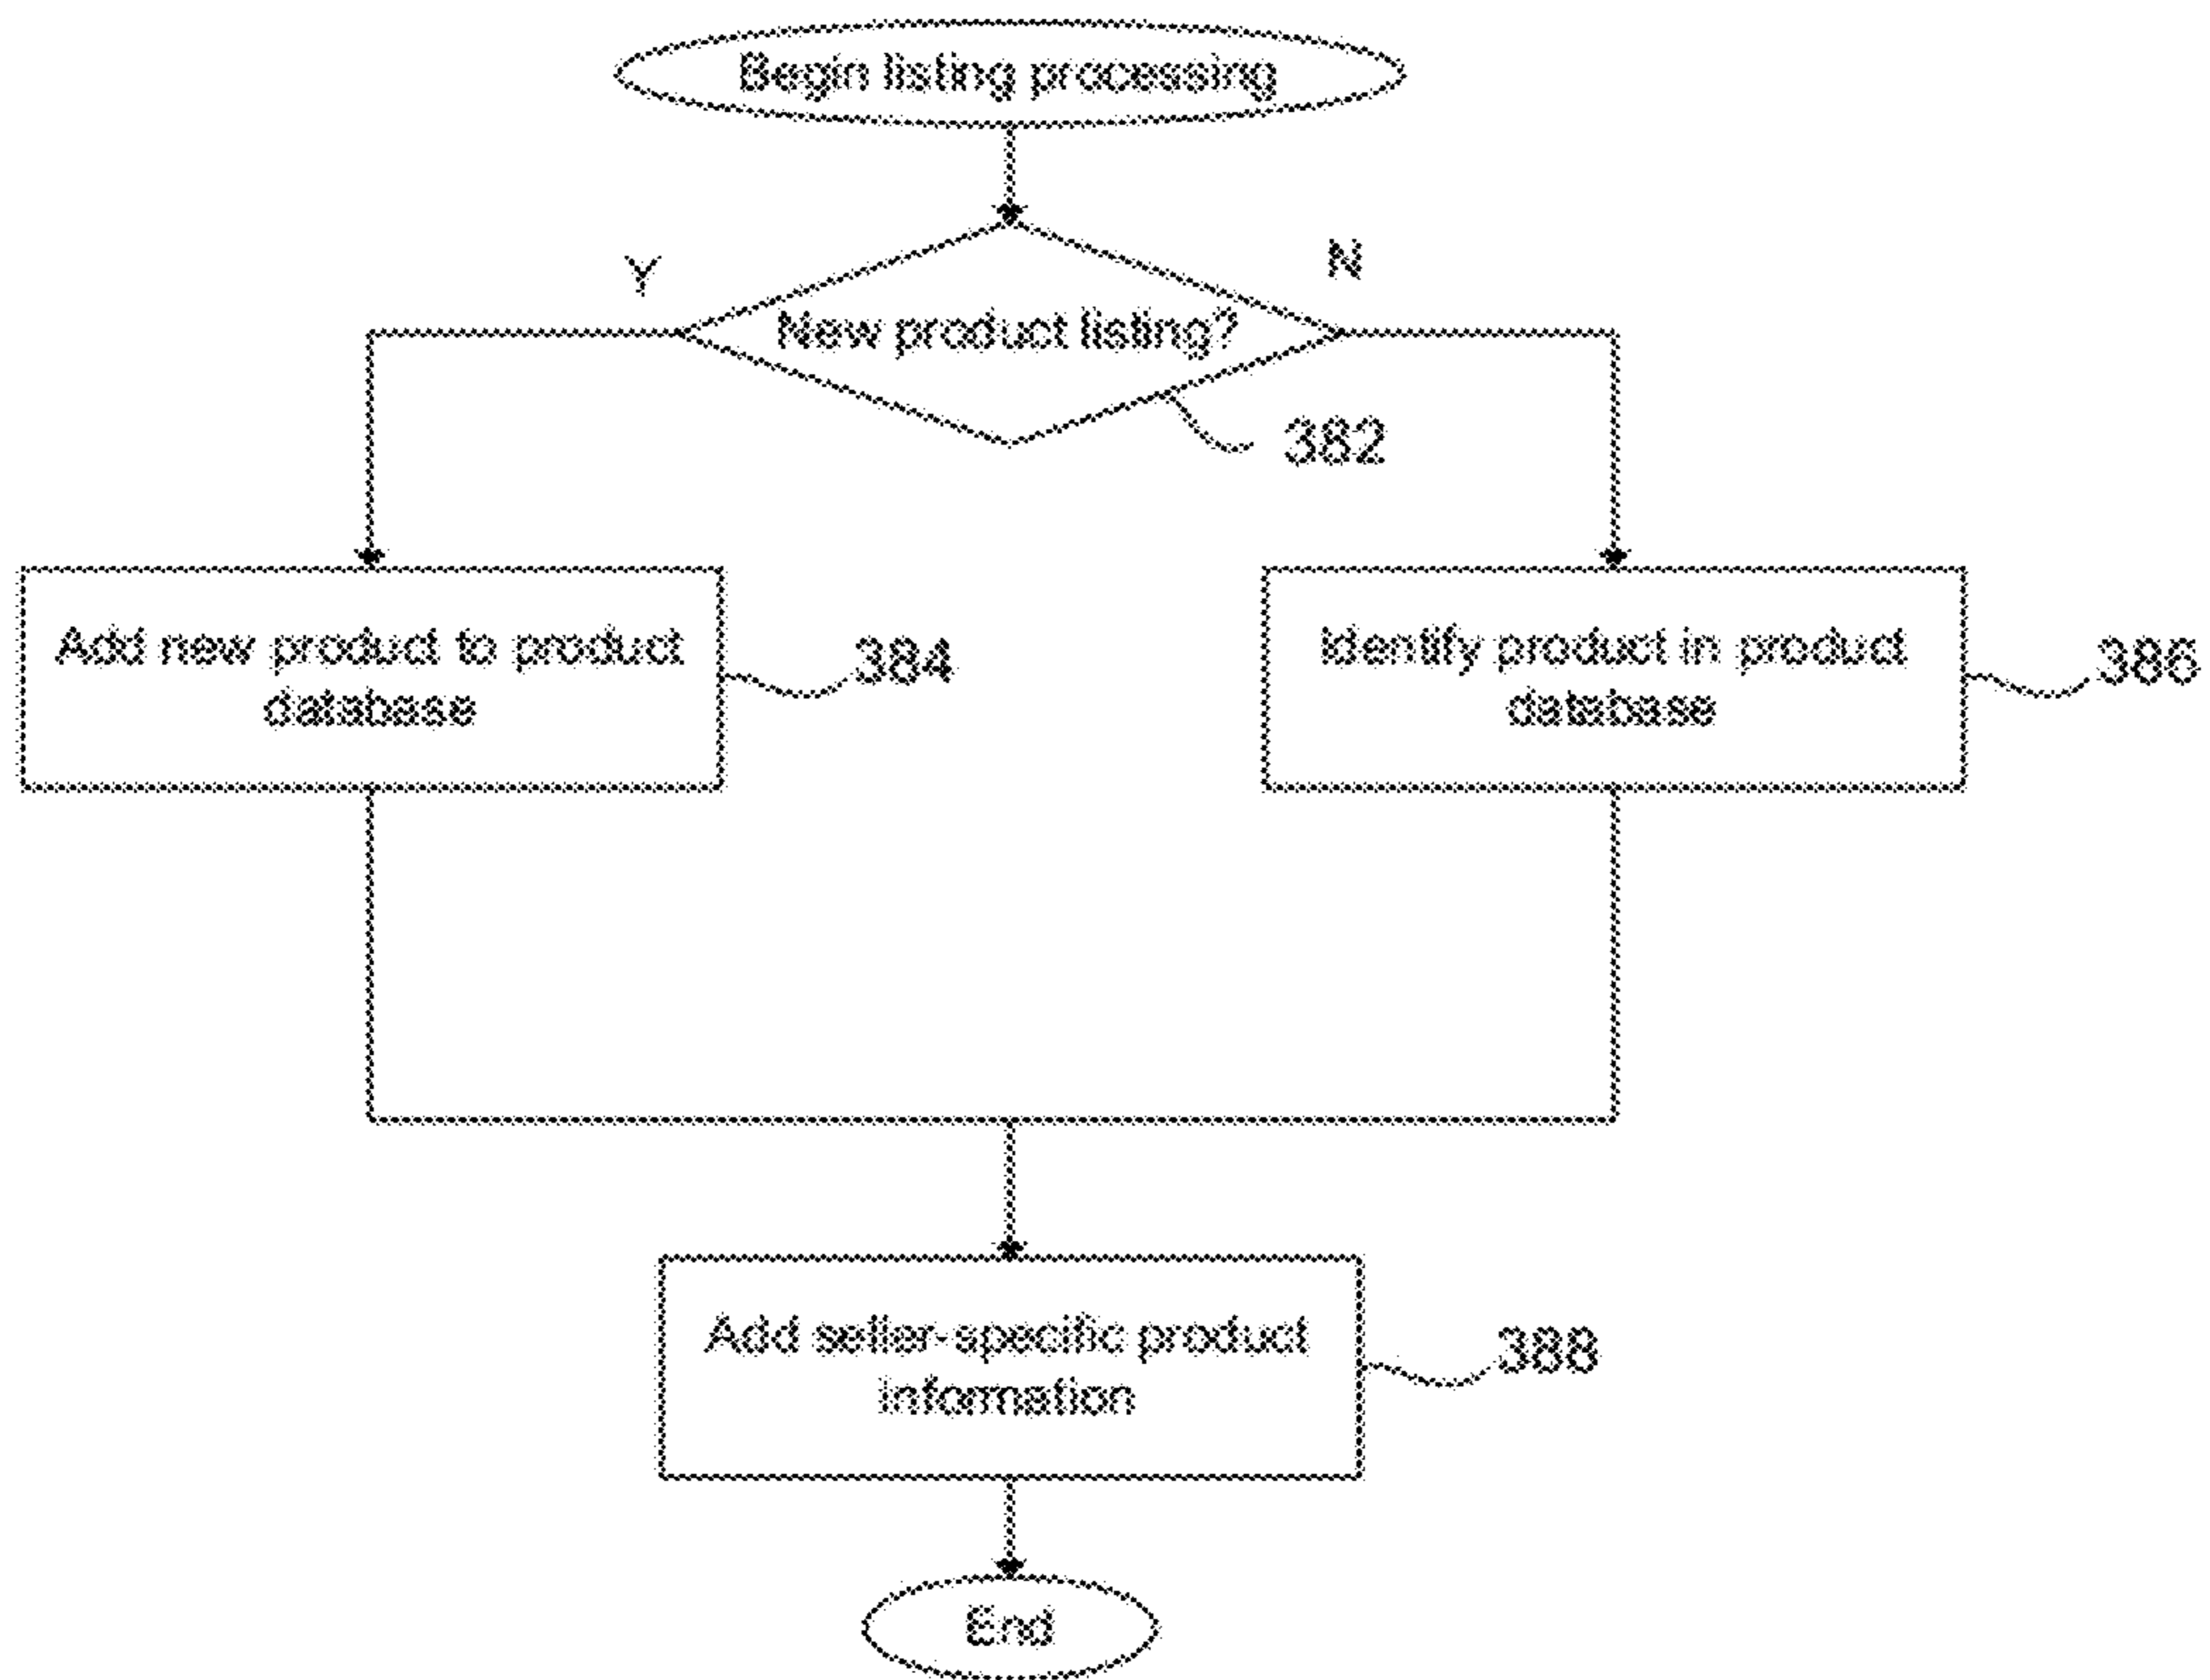 Begin listing processing
Y
N
New product listing?
382
Add new product to product
database
384
Identify product in product
database
386
Add seller-specific product
information
388
End